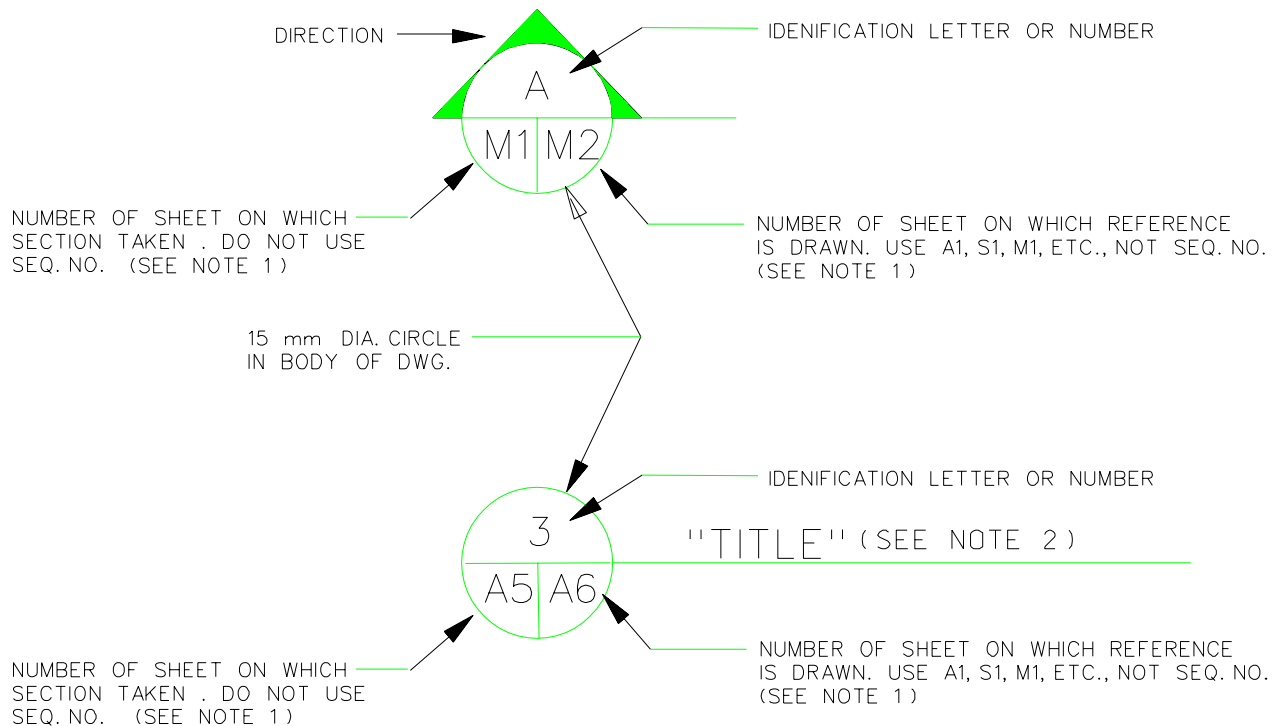 DIRECTION
IDENIFICATION LETTER OR NUMBER
A
M1 M2
NUMBER OF SHEET ON WHICH
SECTION TAKEN . DO NOT USE
SEQ. NO. (SEE NOTE 1)
NUMBER OF SHEET ON WHICH REFERENCE
IS DRAWN. USE A1, S1, M1, ETC., NOT SEQ. NO.
(SEE NOTE 1)
15 mm DIA. CIRCLE
IN BODY OF DWG.
IDENIFICATION LETTER OR NUMBER
3
"TITLE" (SEE NOTE 2)
A5 A6
NUMBER OF SHEET ON WHICH
SECTION TAKEN . DO NOT USE
SEQ. NO. (SEE NOTE 1)
NUMBER OF SHEET ON WHICH REFERENCE
IS DRAWN. USE A1, S1, M1, ETC., NOT SEQ. NO.
(SEE NOTE 1)